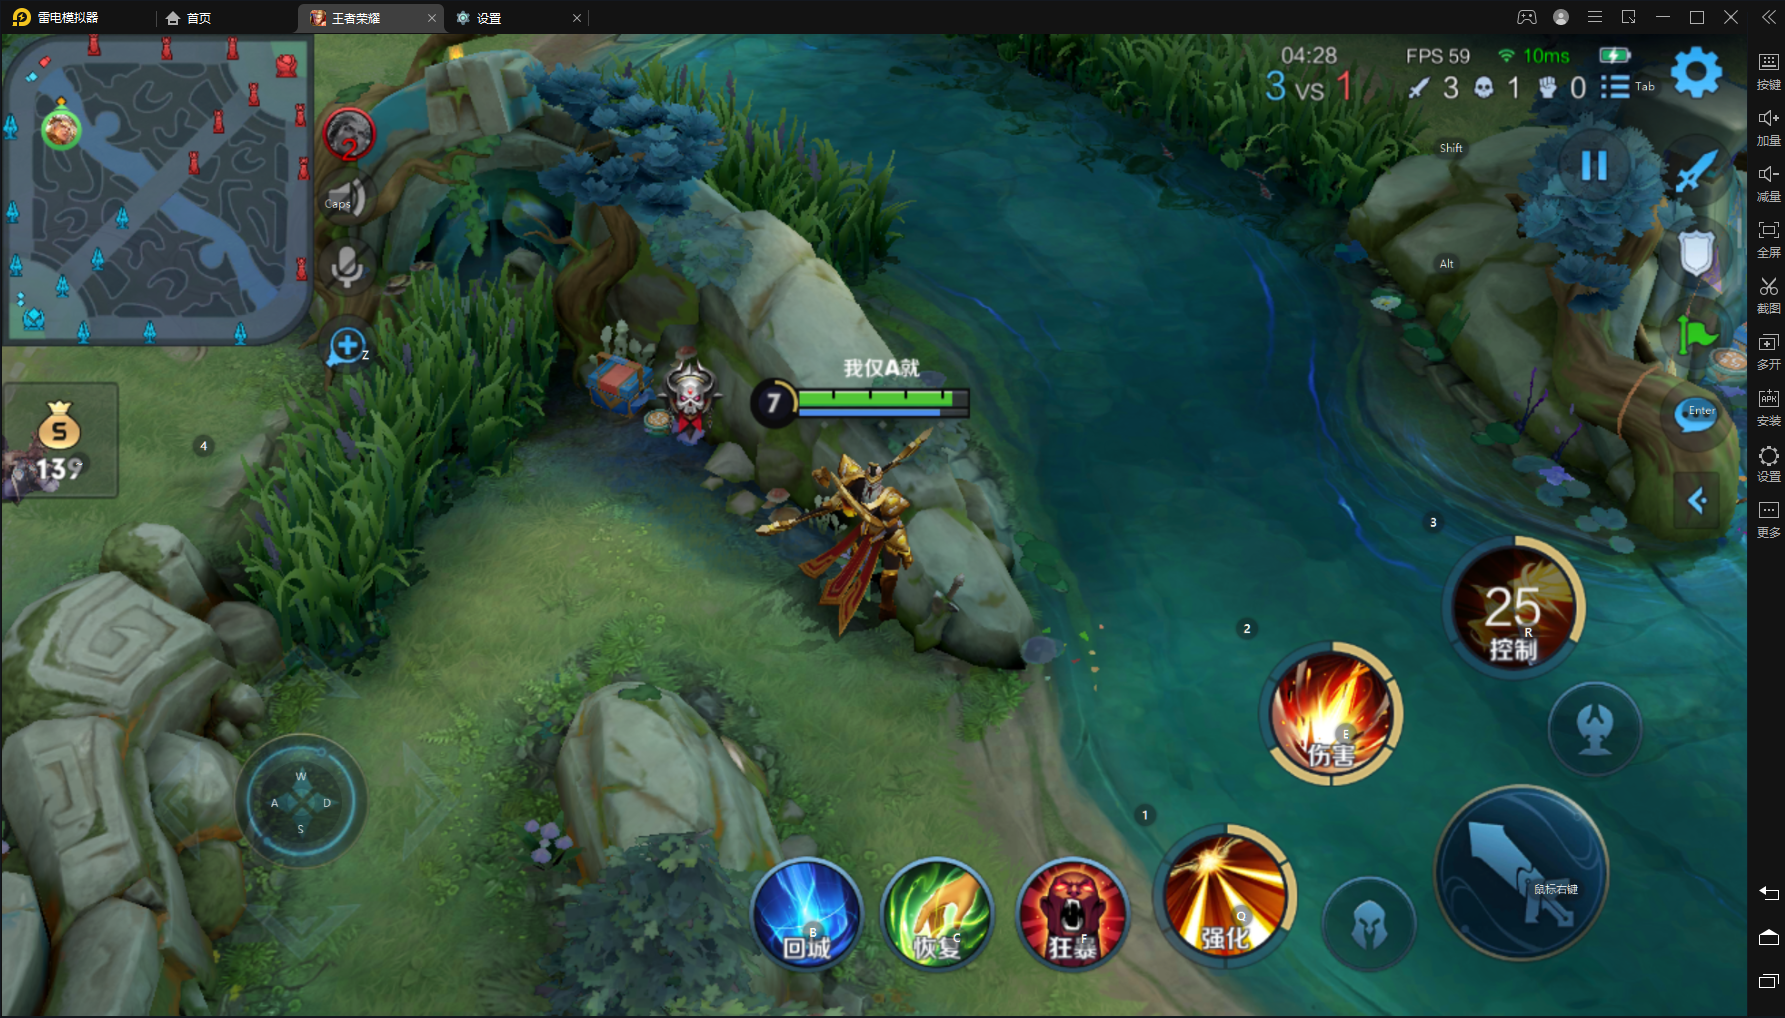 雷电模拟器
首页
王者荣耀
设置
04:28
FPS 59
10ms
3 VS 1
3
1
0
Tab
2
Caps
Z
Shift
Alt
Enter
按键
加量
减量
全屏
截图
多开
APK
安装
设置
更多
我仅A就
7
S
139
4
3
25
R
控制
2
E
伤害
W
A
D
S
1
B
回城
C
恢复
F
狂暴
Q
强化
鼠标右键